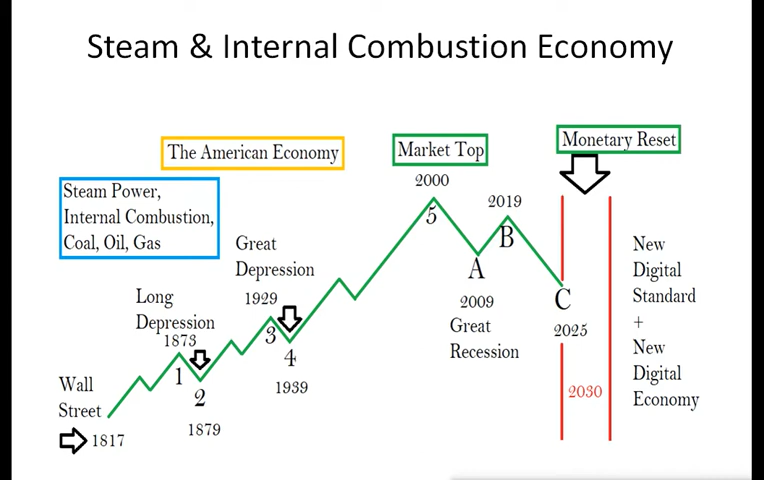 Steam & Internal Combustion Economy
The American Economy
Market Top
Monetary Reset
Steam Power,
Internal Combustion,
Coal, Oil, Gas
2000
5
2019
B
Great
Depression
1929
3
4
1939
A
2009
Great
Recession
C
2025
New
Digital
Standard
+
New
Digital
Economy
2030
Long
Depression
1873
1
2
1879
Wall
Street
1817